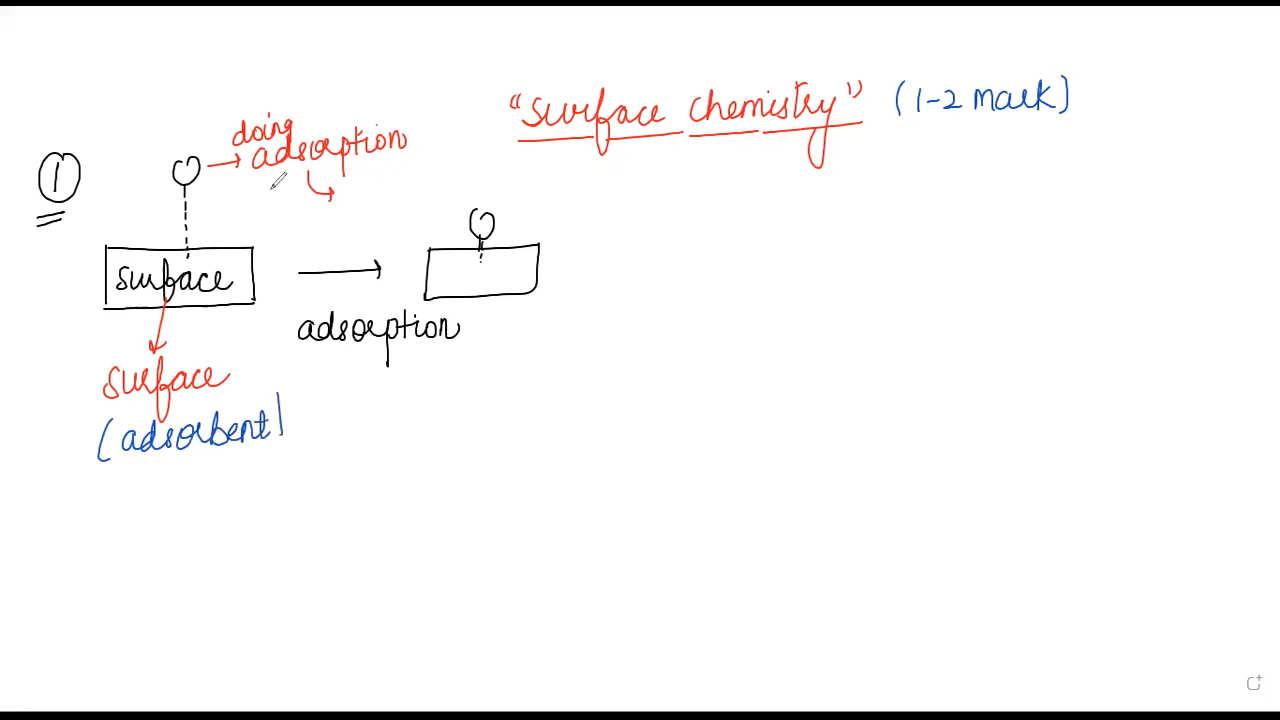 "surface chemistry" (1-2 mark)
doing
adsorption
1
surface
adsorption
surface
(adsorbent)